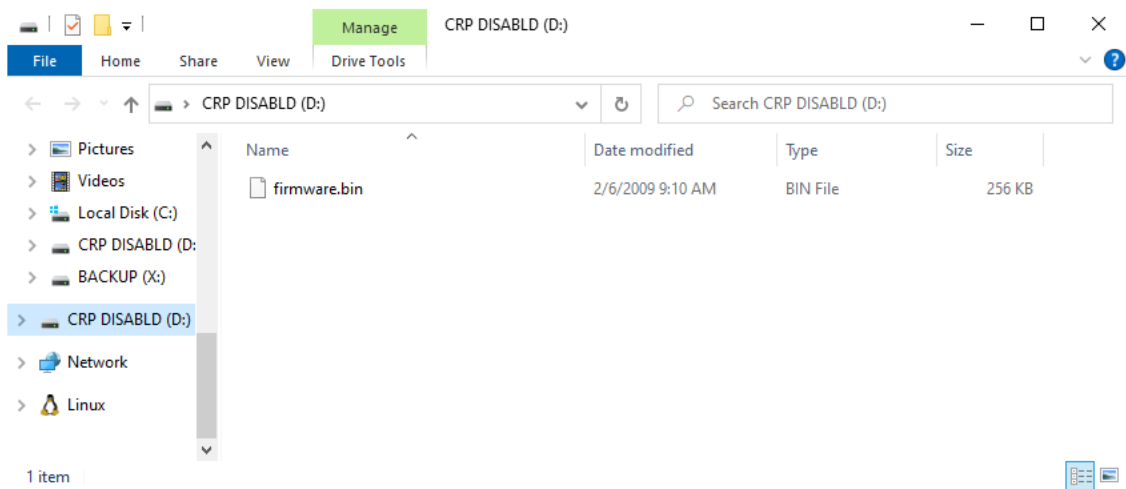 Manage CRP DISABLD (D:)
File Home Share View Drive Tools
CRP DISABLD (D:) Search CRP DISABLD (D:)
Pictures
Videos
Local Disk (C:)
CRP DISABLD (D:
BACKUP (X:)
CRP DISABLD (D:)
Network
Linux
Name Date modified Type Size
firmware.bin 2/6/2009 9:10 AM BIN File 256 KB
1 item